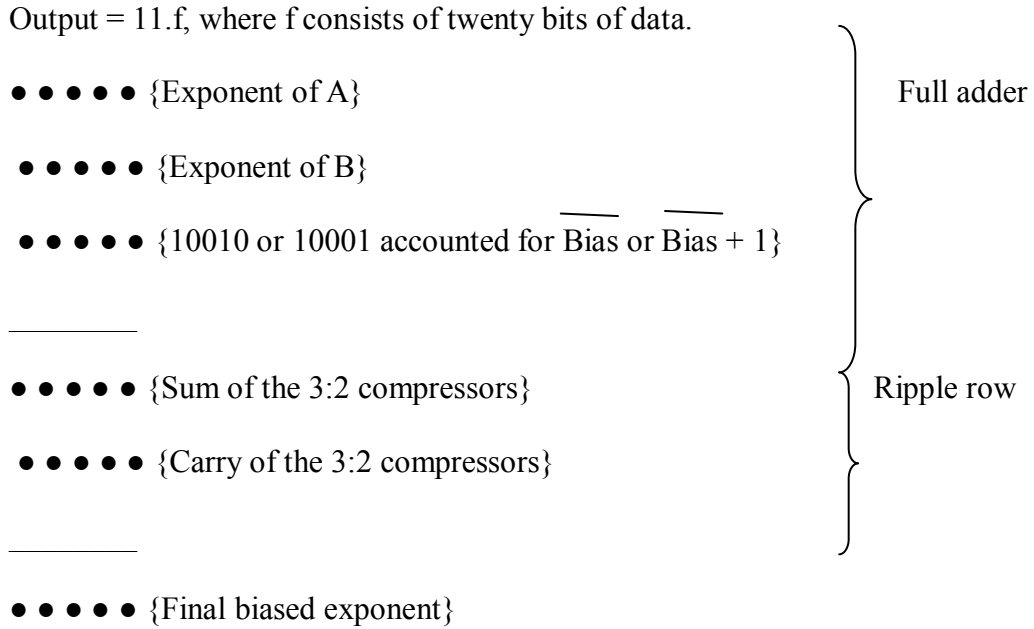 Output = 11.f, where f consists of twenty bits of data.
● ● ● ● ● {Exponent of A} Full adder
● ● ● ● ● {Exponent of B}
● ● ● ● ● {10010 or 10001 accounted for B̅i̅a̅s̅ or B̅i̅a̅s̅ + 1}
● ● ● ● ● {Sum of the 3:2 compressors} Ripple row
● ● ● ● ● {Carry of the 3:2 compressors}
● ● ● ● ● {Final biased exponent}